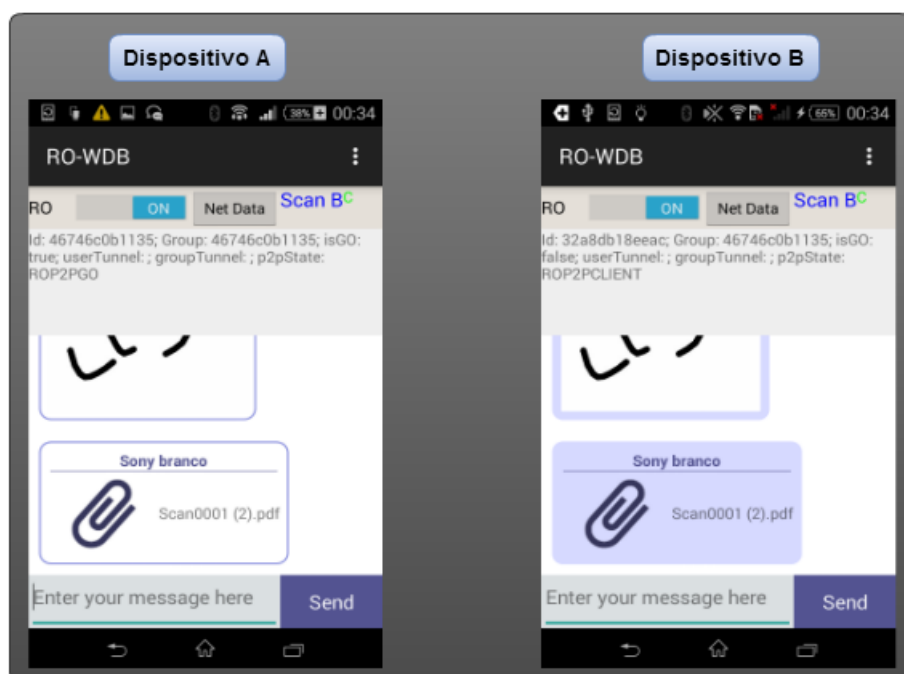 Dispositivo A
38% 00:34
RO-WDB
RO ON Net Data Scan BC
Id: 46746c0b1135; Group: 46746c0b1135; isGO:
true; userTunnel: ; groupTunnel: ; p2pState:
ROP2PGO
Sony branco
Scan0001 (2).pdf
Enter your message here Send
Dispositivo B
66% 00:34
RO-WDB
RO ON Net Data Scan BC
Id: 32a8db18eeac; Group: 46746c0b1135; isGO:
false; userTunnel: ; groupTunnel: ; p2pState:
ROP2PCLIENT
Sony branco
Scan0001 (2).pdf
Enter your message here Send